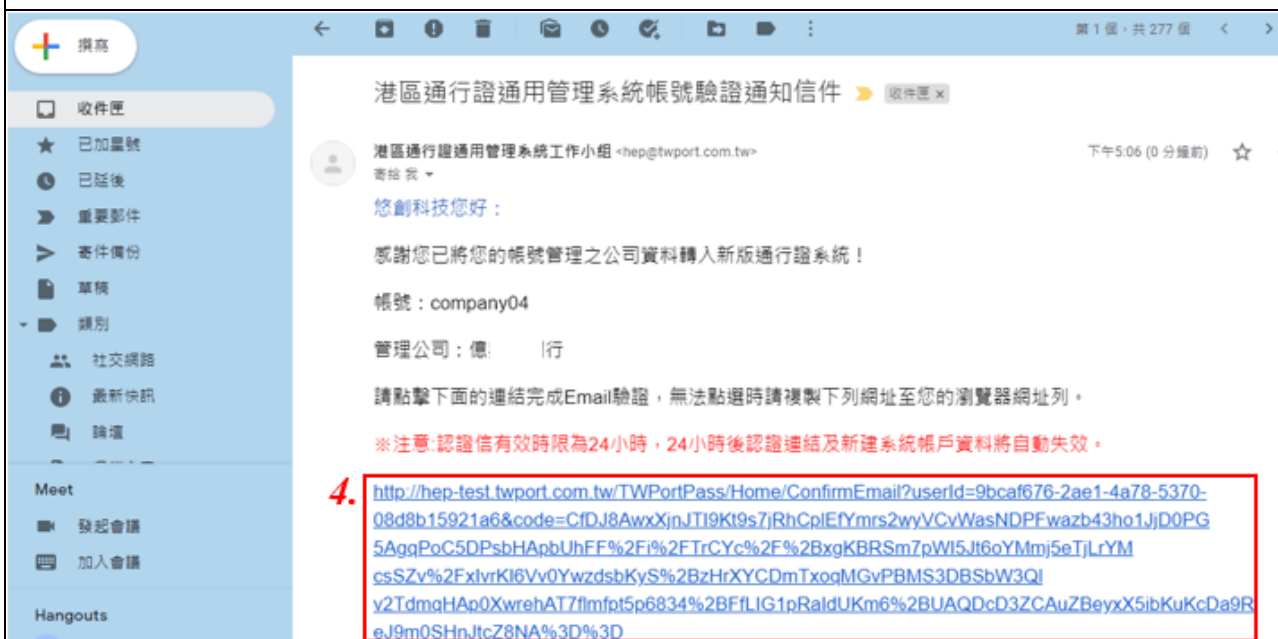 撰寫
第 1 個，共 277 個
港區通行證通用管理系統帳號驗證通知信件
收件匣 x
收件匣
已加星號
已延後
重要郵件
寄件備份
草稿
類別
社交網路
最新快訊
論壇
Meet
發起會議
加入會議
Hangouts
港區通行證通用管理系統工作小組 <hep@twport.com.tw>
下午5:06 (0 分鐘前)
寄給 我
悠創科技您好：
感謝您已將您的帳號管理之公司資料轉入新版通行證系統！
帳號：company04
管理公司：億 行
請點擊下面的連結完成Email驗證，無法點選時請複製下列網址至您的瀏覽器網址列。
※注意:認證信有效時限為24小時，24小時後認證連結及新建系統帳戶資料將自動失效。
4.
http://hep-test.twport.com.tw/TWPortPass/Home/ConfirmEmail?userId=9bcaf676-2ae1-4a78-5370-
08d8b15921a6&code=CfDJ8AwxXjnJTI9Kt9s7jRhCplEfYmrs2wyVCvWasNDPFwazb43ho1JjD0PG
5AgqPoC5DPsbHApbUhFF%2Fi%2FTrCYc%2F%2BxgKBRSm7pWI5Jt6oYMmj5eTjLrYM
csSZv%2FxIvrKI6Vv0YwzdsbKyS%2BzHrXYCDmTxoqMGvPBMS3DBSbW3QI
v2TdmqHAp0XwrehAT7flmfpt5p6834%2BFfLIG1pRaldUKm6%2BUAQDcD3ZCAuZBeyxX5ibKuKcDa9R
eJ9m0SHnJtcZ8NA%3D%3D